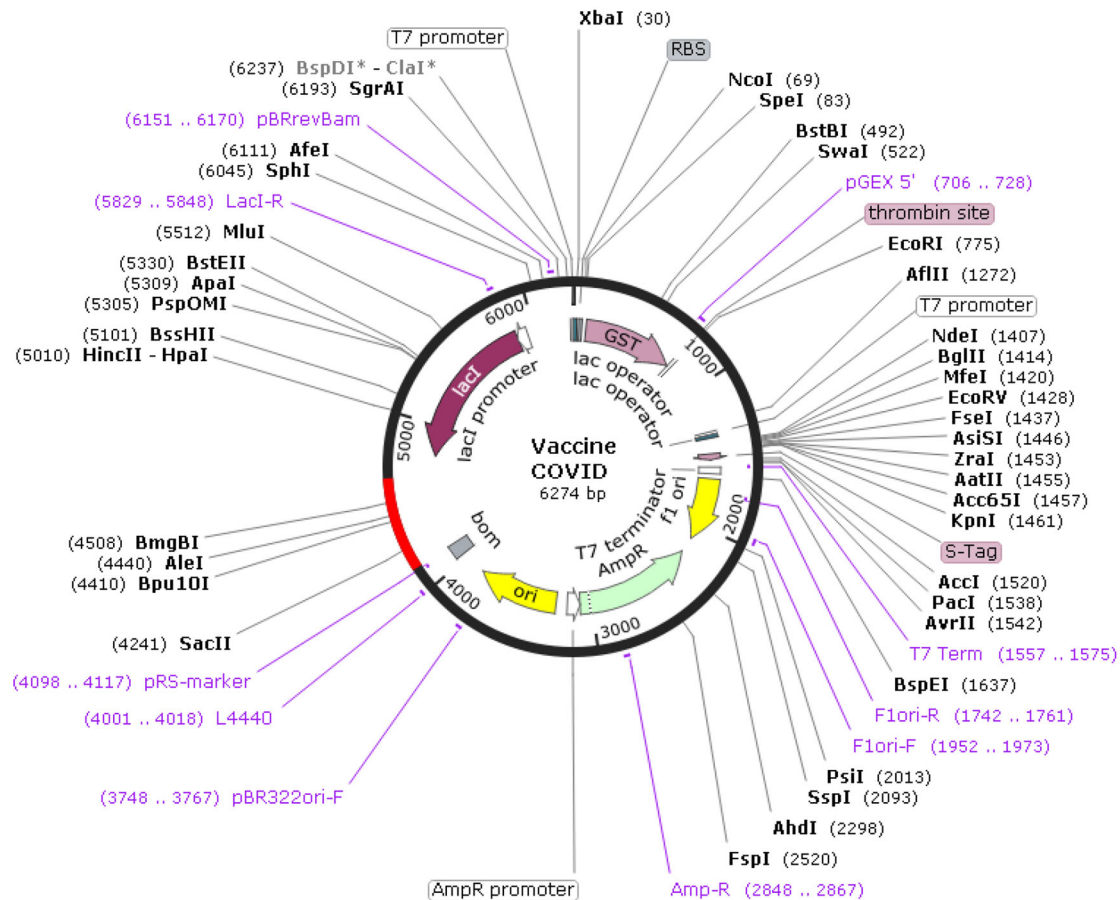 XbaI (30)
T7 promoter
RBS
(6237) BspDI* - ClaI*
(6193) SgrAI
(6151 .. 6170) pBRrevBam
(6111) AfeI
(6045) SphI
(5829 .. 5848) LacI-R
(5512) MluI
(5330) BstEII
(5309) ApaI
(5305) PspOMI
(5101) BssHII
(5010) HincII - HpaI
NcoI (69)
SpeI (83)
BstBI (492)
SwaI (522)
pGEX 5' (706 .. 728)
thrombin site
EcoRI (775)
AflII (1272)
T7 promoter
NdeI (1407)
BglII (1414)
MfeI (1420)
EcoRV (1428)
FseI (1437)
AsiSI (1446)
ZraI (1453)
AatII (1455)
Acc65I (1457)
KpnI (1461)
S-Tag
AccI (1520)
PacI (1538)
AvrII (1542)
T7 Term (1557 .. 1575)
BspEI (1637)
F1ori-R (1742 .. 1761)
F1ori-F (1952 .. 1973)
PsiI (2013)
SspI (2093)
AhdI (2298)
FspI (2520)
Amp-R (2848 .. 2867)
AmpR promoter
(3748 .. 3767) pBR322ori-F
(4001 .. 4018) L4440
(4098 .. 4117) pRS-marker
(4241) SacII
(4410) Bpu10I
(4440) AleI
(4508) BmgBI
6000
1000
2000
3000
4000
5000
GST
lac operator
lac operator
lacI
lacI promoter
Vaccine
COVID
6274 bp
T7 terminator
f1 ori
AmpR
ori
bom